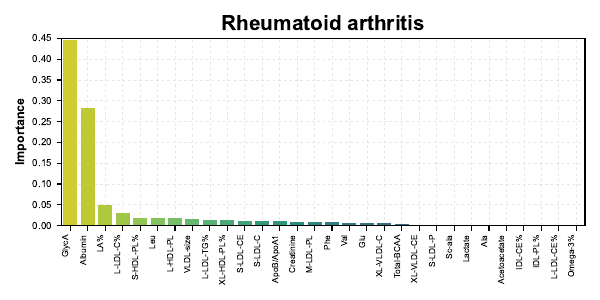 Rheumatoid arthritis
Importance
0.45
0.40
0.35
0.30
0.25
0.20
0.15
0.10
0.05
0.00
GlycA
Albumin
LA%
L-LDL-C%
S-HDL-PL%
Leu
L-HDL-PL
VLDL-size
L-LDL-TG%
XL-HDL-PL%
S-LDL-CE
S-LDL-C
ApoB/ApoA1
Creatinine
M-LDL-PL
Phe
Val
Glu
XL-VLDL-C
Total-BCAA
XL-VLDL-CE
S-LDL-P
Lactate
Ala
Acetoacetate
IDL-CE%
IDL-PL%
L-LDL-CE%
Omega-3%